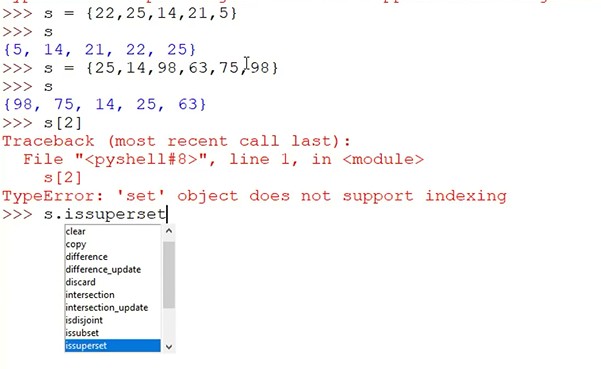 >>> s = {22,25,14,21,5}
>>> s
{5, 14, 21, 22, 25}
>>> s = {25,14,98,63,75,98}
>>> s
{98, 75, 14, 25, 63}
>>> s[2]
Traceback (most recent call last):
  File "<pyshell#8>", line 1, in <module>
    s[2]
TypeError: 'set' object does not support indexing
>>> s.issuperset
clear
copy
difference
difference_update
discard
intersection
intersection_update
isdisjoint
issubset
issuperset